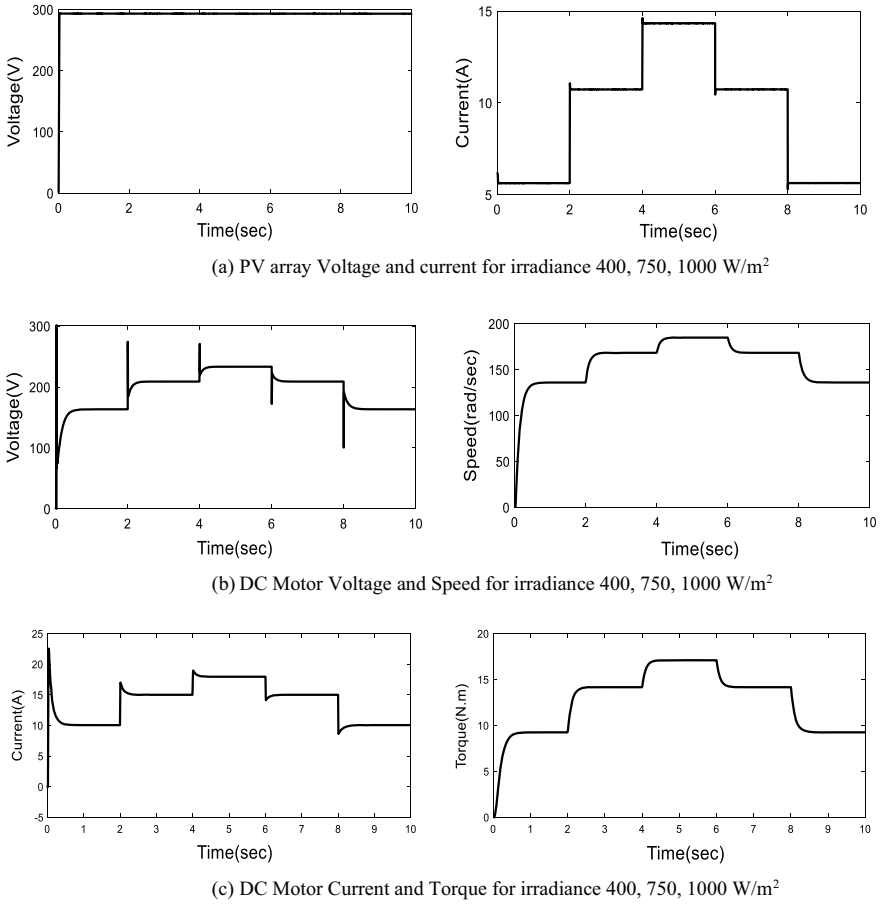 300
200
100
0
Voltage(V)
0 2 4 6 8 10
Time(sec)
15
10
5
Current(A)
0 2 4 6 8 10
Time(sec)
(a) PV array Voltage and current for irradiance 400, 750, 1000 W/m²
300
200
100
0
Voltage(V)
0 2 4 6 8 10
Time(sec)
200
150
100
50
0
Speed(rad/sec)
0 2 4 6 8 10
Time(sec)
(b) DC Motor Voltage and Speed for irradiance 400, 750, 1000 W/m²
25
20
15
10
5
0
-5
Current(A)
0 1 2 3 4 5 6 7 8 9 10
Time(sec)
20
15
10
5
0
Torque(N.m)
0 1 2 3 4 5 6 7 8 9 10
Time(sec)
(c) DC Motor Current and Torque for irradiance 400, 750, 1000 W/m²